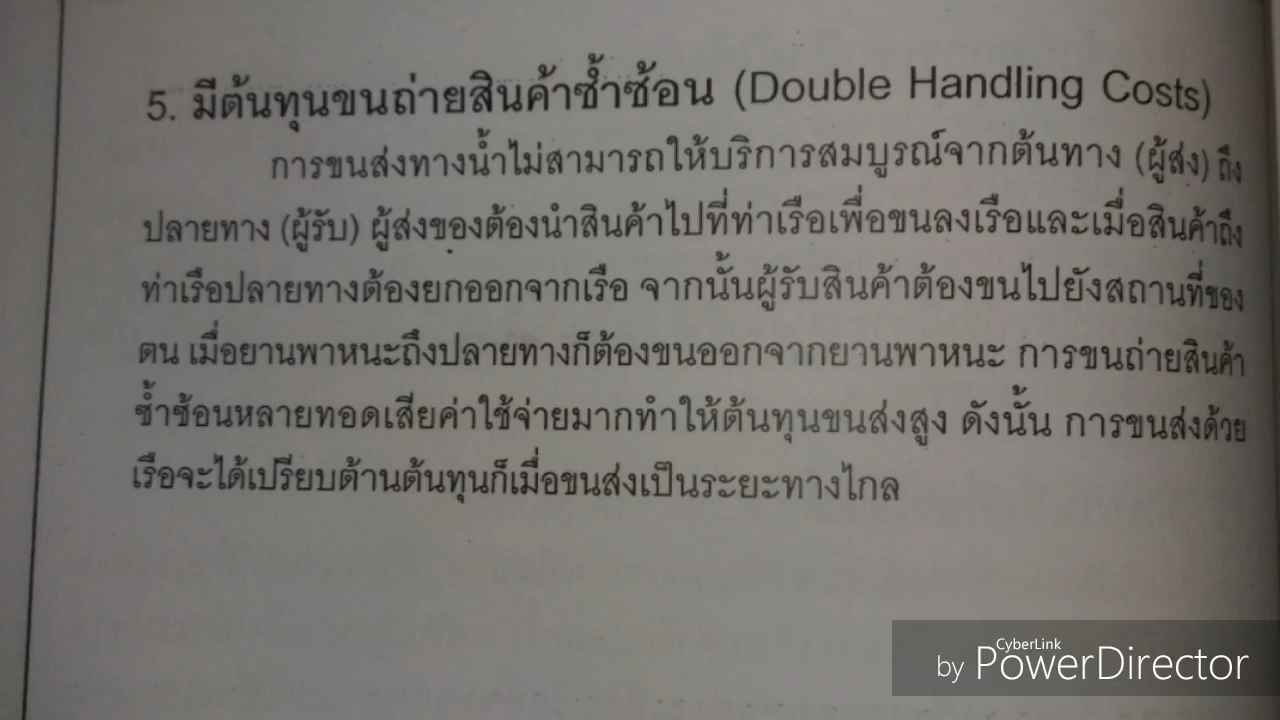 5. มีต้นทุนขนถ่ายสินค้าซ้ำซ้อน (Double Handling Costs)
การขนส่งทางน้ำไม่สามารถให้บริการสมบูรณ์จากต้นทาง (ผู้ส่ง) ถึง
ปลายทาง (ผู้รับ) ผู้ส่งของต้องนำสินค้าไปที่ท่าเรือเพื่อขนลงเรือและเมื่อสินค้าถึง
ท่าเรือปลายทางต้องยกออกจากเรือ จากนั้นผู้รับสินค้าต้องขนไปยังสถานที่ของ
ตน เมื่อยานพาหนะถึงปลายทางก็ต้องขนออกจากยานพาหนะ การขนถ่ายสินค้า
ซ้ำซ้อนหลายทอดเสียค่าใช้จ่ายมากทำให้ต้นทุนขนส่งสูง ดังนั้น การขนส่งด้วย
เรือจะได้เปรียบด้านต้นทุนก็เมื่อขนส่งเป็นระยะทางไกล
by CyberLink PowerDirector